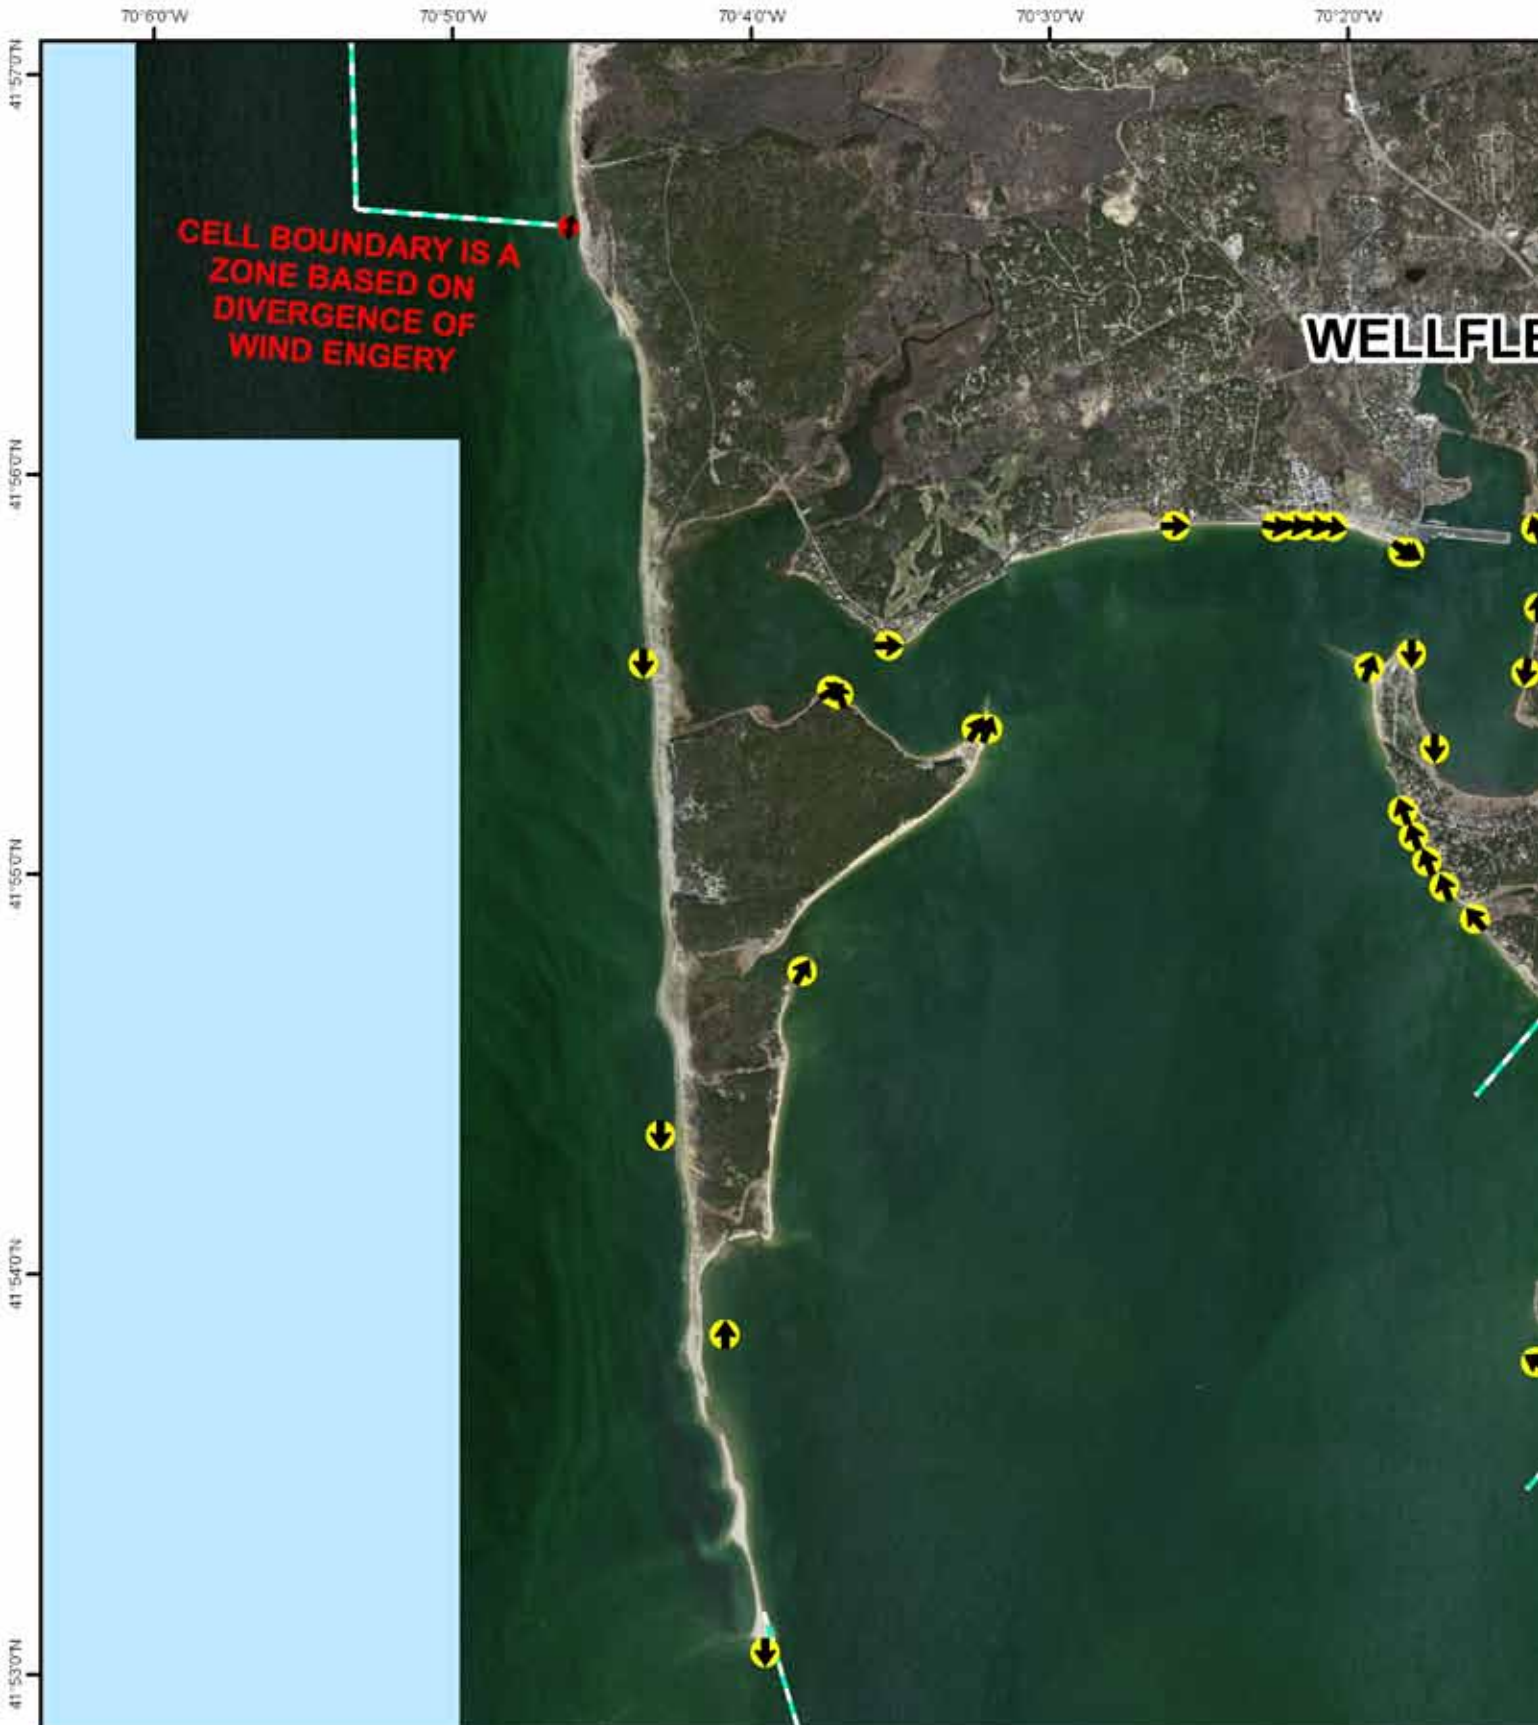 70°6'0"W 70°5'0"W 70°4'0"W 70°3'0"W 70°2'0"W
41°57'0"N
CELL BOUNDARY IS A
ZONE BASED ON
DIVERGENCE OF
WIND ENGERY
WELLFLE
41°56'0"N
41°55'0"N
41°54'0"N
41°53'0"N